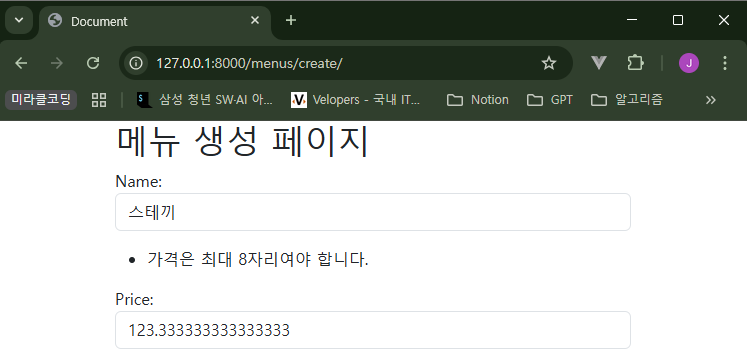 Document
127.0.0.1:8000/menus/create/
J
미라클코딩
삼성 청년 SW·AI 아...
Velopers - 국내 IT...
Notion
GPT
알고리즘
메뉴 생성 페이지
Name:
스테끼
• 가격은 최대 8자리여야 합니다.
Price:
123.333333333333333